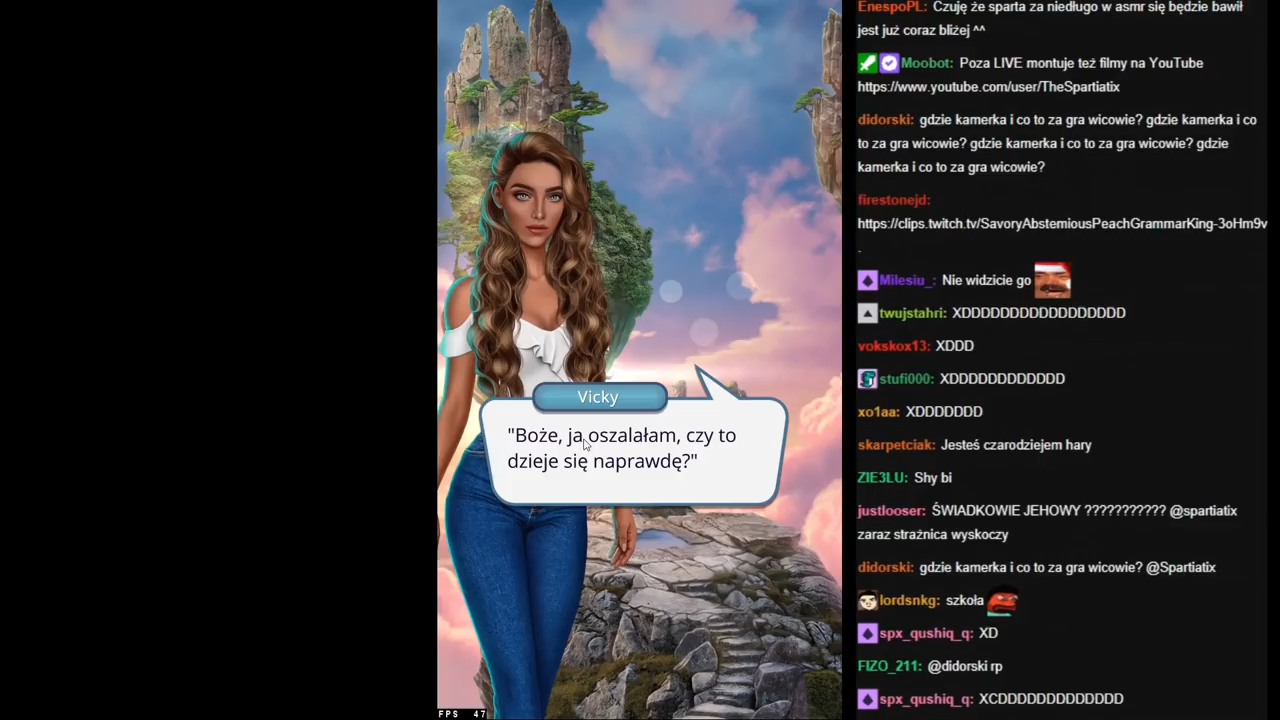 Vicky
"Boże, ja oszalałam, czy to
dzieje się naprawdę?"
FPS 47
EnespoPL: Czuję że sparta za niedługo w asmr się będzie bawił
jest już coraz bliżej ^^
Moobot: Poza LIVE montuje też filmy na YouTube
https://www.youtube.com/user/TheSpartiatix
didorski: gdzie kamerka i co to za gra wicowie? gdzie kamerka i co
to za gra wicowie? gdzie kamerka i co to za gra wicowie? gdzie
kamerka i co to za gra wicowie?
firestonejd:
https://clips.twitch.tv/SavoryAbstemiousPeachGrammarKing-3oHm9v
-
Milesiu_: Nie widzicie go
twujstahri: XDDDDDDDDDDDDDDDDDD
vokskox13: XDDD
stufi000: XDDDDDDDDDDDDD
xo1aa: XDDDDDDD
skarpetciak: Jesteś czarodziejem hary
ZIE3LU: Shy bi
justlooser: ŚWIADKOWIE JEHOWY ??????????? @spartiatix
zaraz strażnica wyskoczy
didorski: gdzie kamerka i co to za gra wicowie? @Spartiatix
lordsnkg: szkoła
spx_qushiq_q: XD
FIZO_211: @didorski rp
spx_qushiq_q: XCDDDDDDDDDDDDD